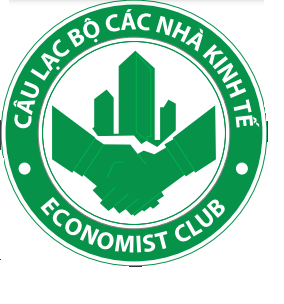 CÂU LẠC BỘ CÁC NHÀ KINH TẾ
ECONOMIST CLUB